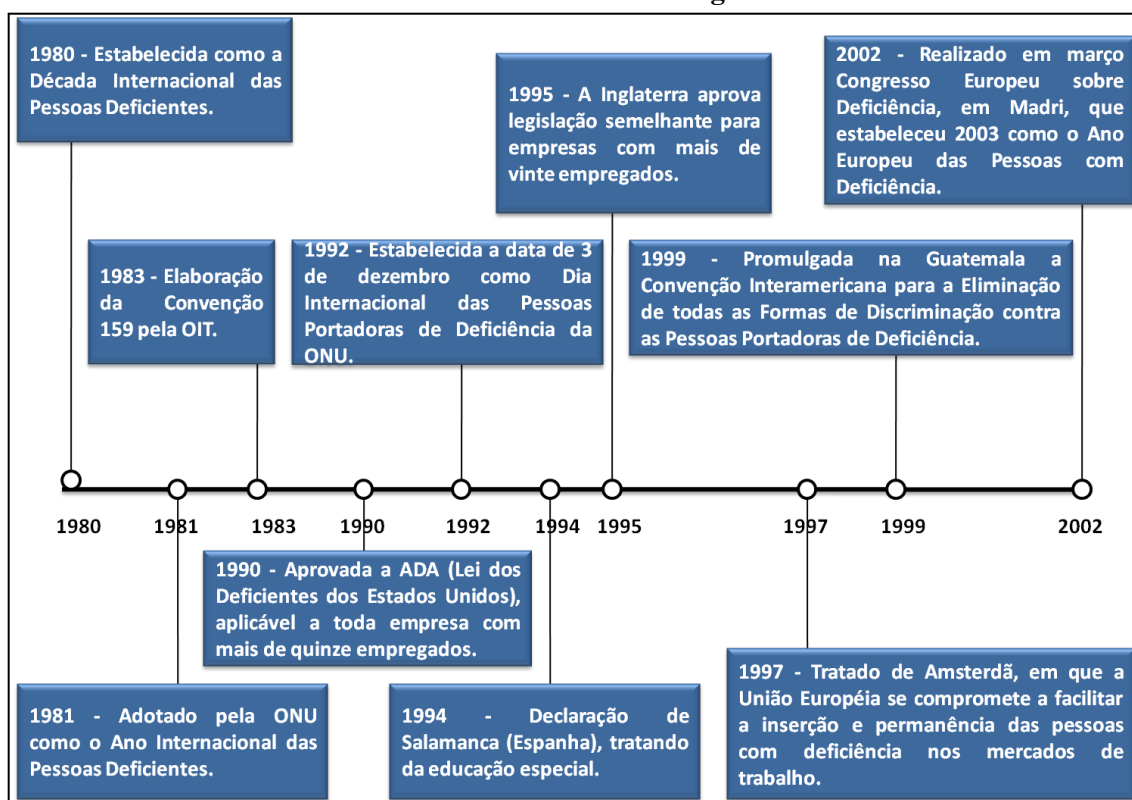 1980 - Estabelecida como a
Década Internacional das
Pessoas Deficientes.
1983 - Elaboração
da Convenção
159 pela OIT.
1992 - Estabelecida a data de 3
de dezembro como Dia
Internacional das Pessoas
Portadoras de Deficiência da
ONU.
1995 - A Inglaterra aprova
legislação semelhante para
empresas com mais de
vinte empregados.
1999 - Promulgada na Guatemala a
Convenção Interamericana para a Eliminação
de todas as Formas de Discriminação contra
as Pessoas Portadoras de Deficiência.
2002 - Realizado em março
Congresso Europeu sobre
Deficiência, em Madri, que
estabeleceu 2003 como o Ano
Europeu das Pessoas com
Deficiência.
1980 1981 1983 1990 1992 1994 1995 1997 1999 2002
1990 - Aprovada a ADA (Lei dos
Deficientes dos Estados Unidos),
aplicável a toda empresa com
mais de quinze empregados.
1981 - Adotado pela ONU
como o Ano Internacional das
Pessoas Deficientes.
1994 - Declaração de
Salamanca (Espanha), tratando
da educação especial.
1997 - Tratado de Amsterdã, em que a
União Européia se compromete a facilitar
a inserção e permanência das pessoas
com deficiência nos mercados de
trabalho.